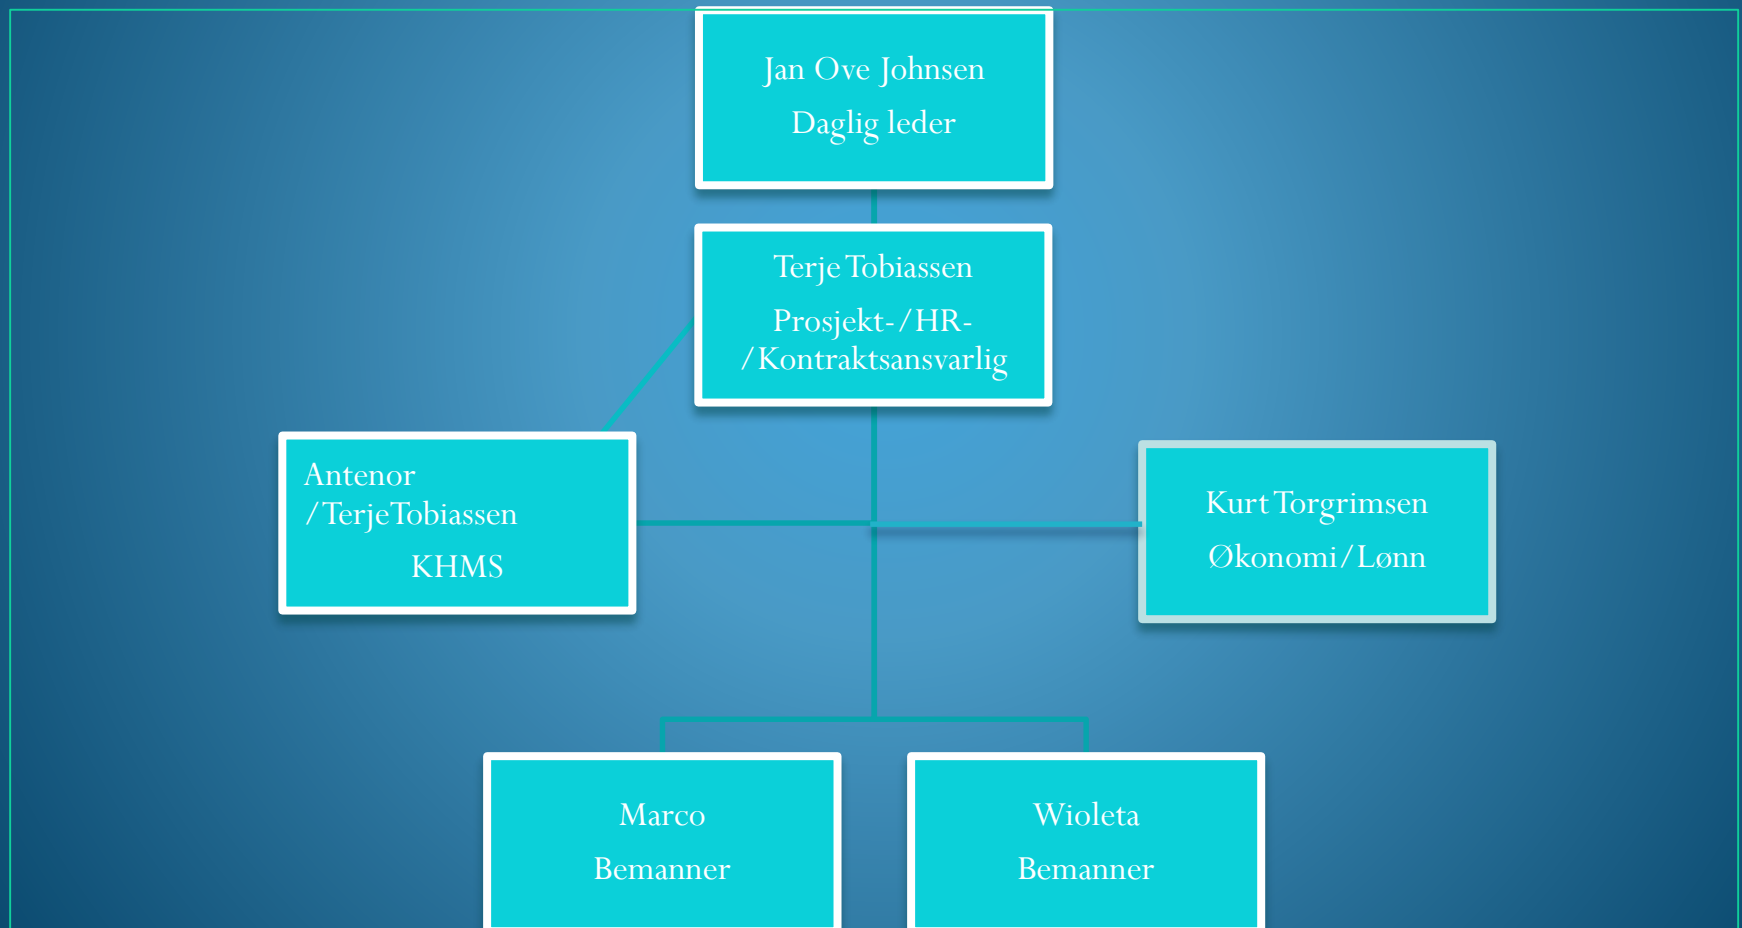 Jan Ove Johnsen
Daglig leder
Terje Tobiassen
Prosjekt-/HR-
/Kontraktsansvarlig
Antenor
/TerjeTobiassen
KHMS
Kurt Torgrimsen
Økonomi/Lønn
Marco
Bemanner
Wioleta
Bemanner